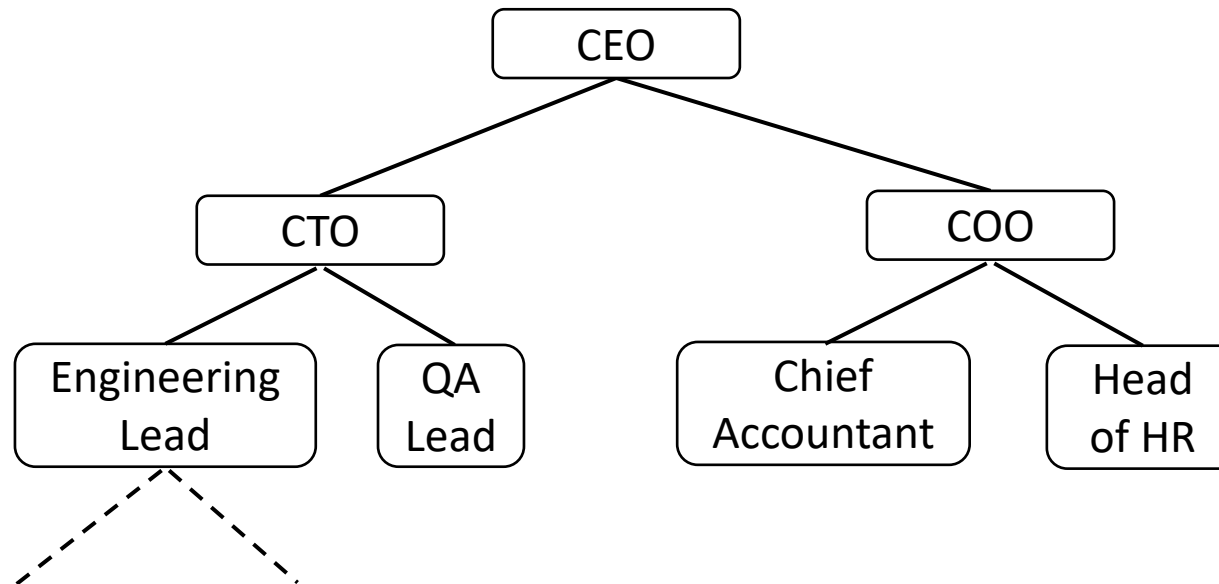 CEO
CTO
COO
Engineering
Lead
QA
Lead
Chief
Accountant
Head
of HR